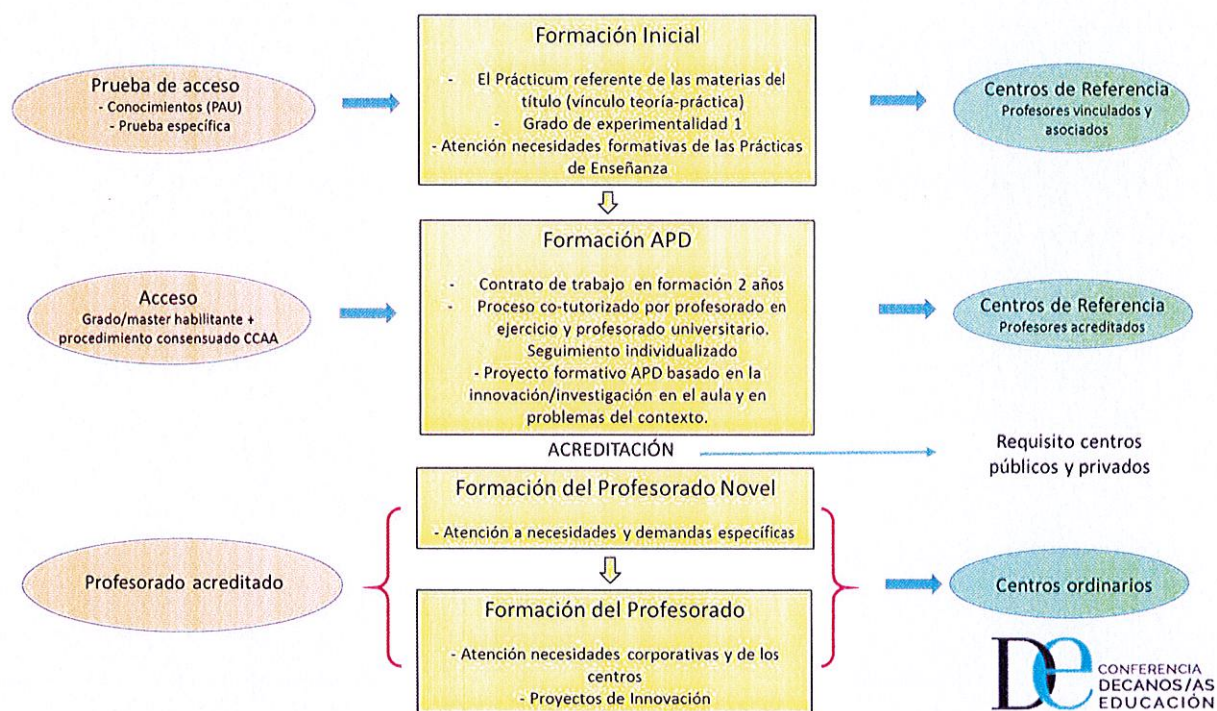 Prueba de acceso
- Conocimientos (PAU)
- Prueba específica
Formación Inicial
- El Prácticum referente de las materias del
título (vínculo teoría-práctica)
- Grado de experimentalidad 1
- Atención necesidades formativas de las Prácticas
de Enseñanza
Centros de Referencia
Profesores vinculados y
asociados
Acceso
Grado/master habilitante +
procedimiento consensuado CCAA
Formación APD
- Contrato de trabajo en formación 2 años
- Proceso co-tutorizado por profesorado en
ejercicio y profesorado universitario.
Seguimiento individualizado
- Proyecto formativo APD basado en la
innovación/investigación en el aula y en
problemas del contexto.
Centros de Referencia
Profesores acreditados
ACREDITACIÓN
Requisito centros
públicos y privados
Profesorado acreditado
Formación del Profesorado Novel
- Atención a necesidades y demandas específicas
Formación del Profesorado
- Atención necesidades corporativas y de los
centros
- Proyectos de Innovación
Centros ordinarios
De
CONFERENCIA
DECANOS/AS
EDUCACIÓN